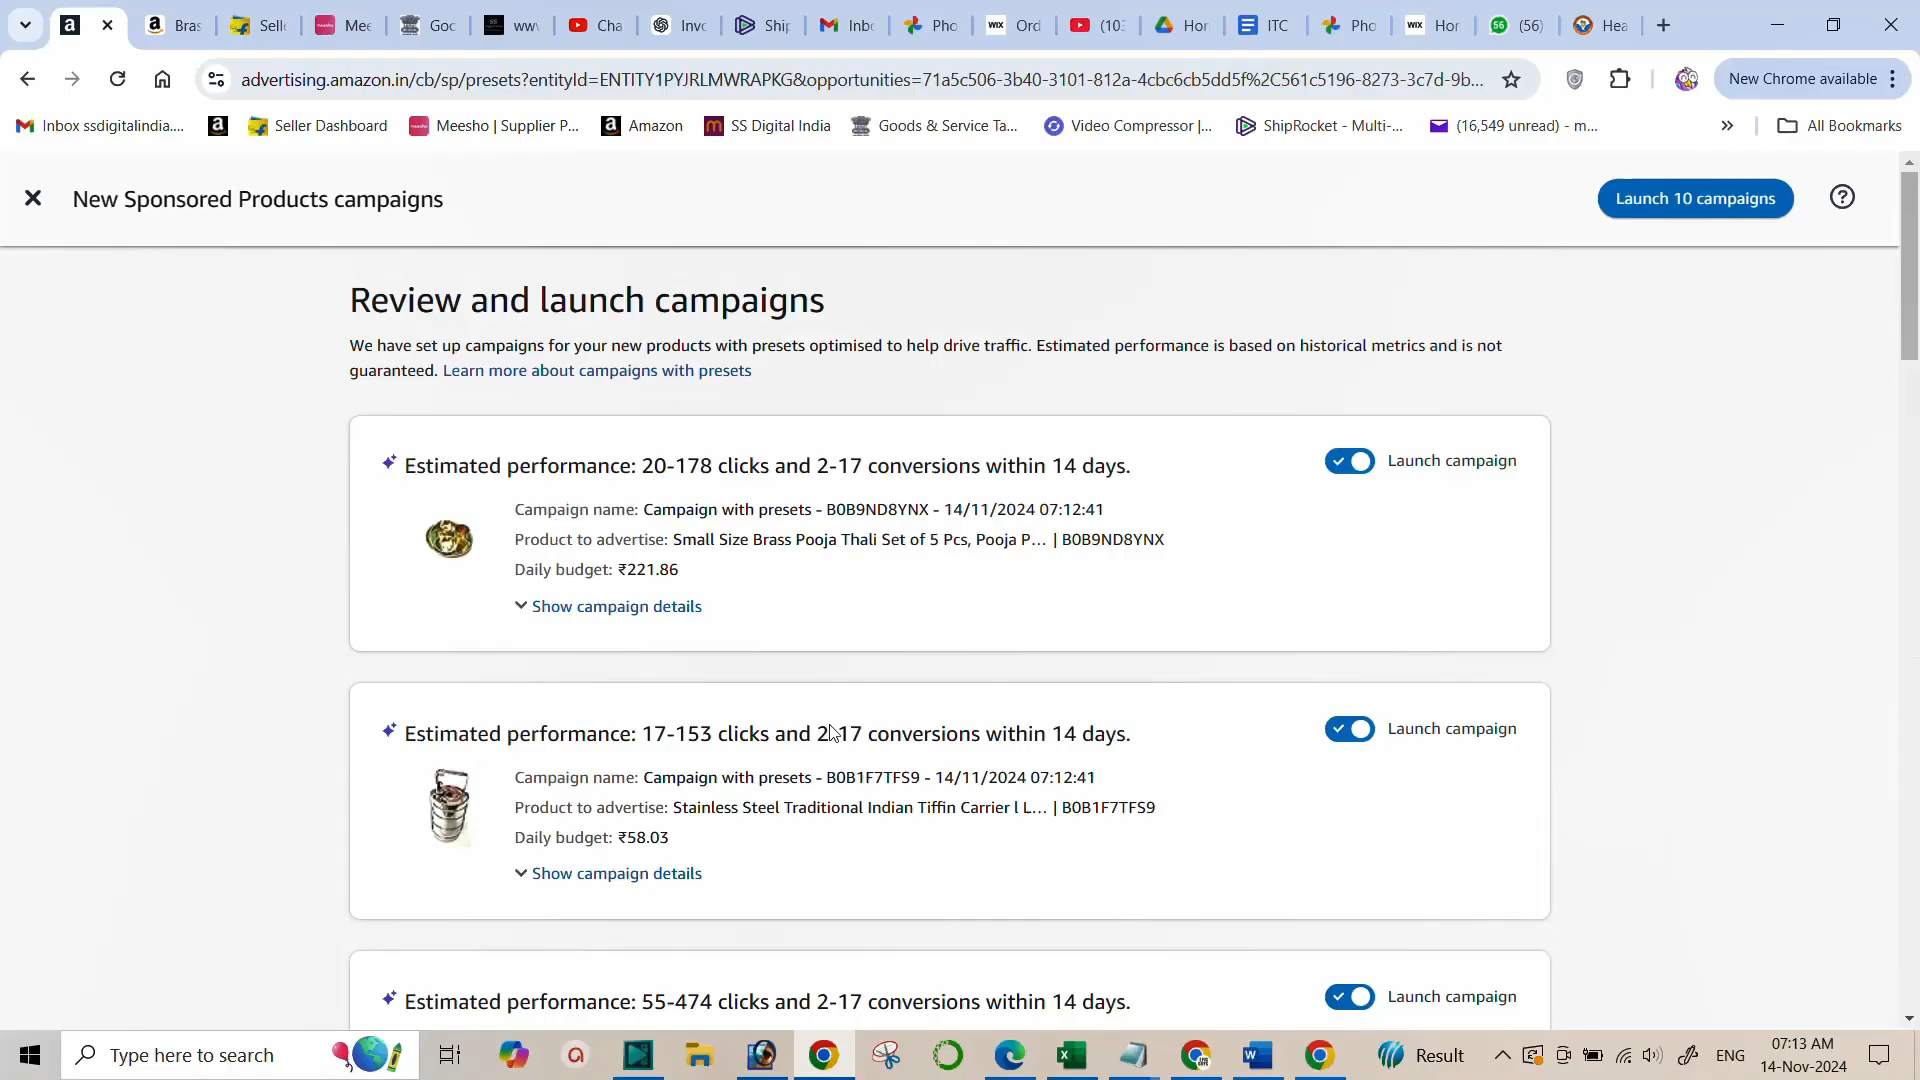 Bras
Selle
Mee
Goo
ww
Cha
Inv
Ship
Inb
Pho
WIX Ord
(10
Hor
ITC
Pho
WIX Hor
(56)
Hea
advertising.amazon.in/cb/sp/presets?entityId=ENTITY1PYJRLMWRAPKG&opportunities=71a5c506-3b40-3101-812a-4cbc6cb5dd5f%2C561c5196-8273-3c7d-9b...
New Chrome available
Inbox ssdigitalindia....
Seller Dashboard
Meesho | Supplier P...
Amazon
SS Digital India
Goods & Service Ta...
Video Compressor |...
ShipRocket - Multi-...
(16,549 unread) - m...
All Bookmarks
New Sponsored Products campaigns
Launch 10 campaigns
Review and launch campaigns
We have set up campaigns for your new products with presets optimised to help drive traffic. Estimated performance is based on historical metrics and is not
guaranteed. Learn more about campaigns with presets
Estimated performance: 20-178 clicks and 2-17 conversions within 14 days.
Launch campaign
Campaign name: Campaign with presets - B0B9ND8YNX - 14/11/2024 07:12:41
Product to advertise: Small Size Brass Pooja Thali Set of 5 Pcs, Pooja P... | B0B9ND8YNX
Daily budget: ₹221.86
Show campaign details
Estimated performance: 17-153 clicks and 2-17 conversions within 14 days.
Launch campaign
Campaign name: Campaign with presets - B0B1F7TFS9 - 14/11/2024 07:12:41
Product to advertise: Stainless Steel Traditional Indian Tiffin Carrier l L... | B0B1F7TFS9
Daily budget: ₹58.03
Show campaign details
Estimated performance: 55-474 clicks and 2-17 conversions within 14 days.
Launch campaign
Type here to search
Result
ENG
07:13 AM
14-Nov-2024